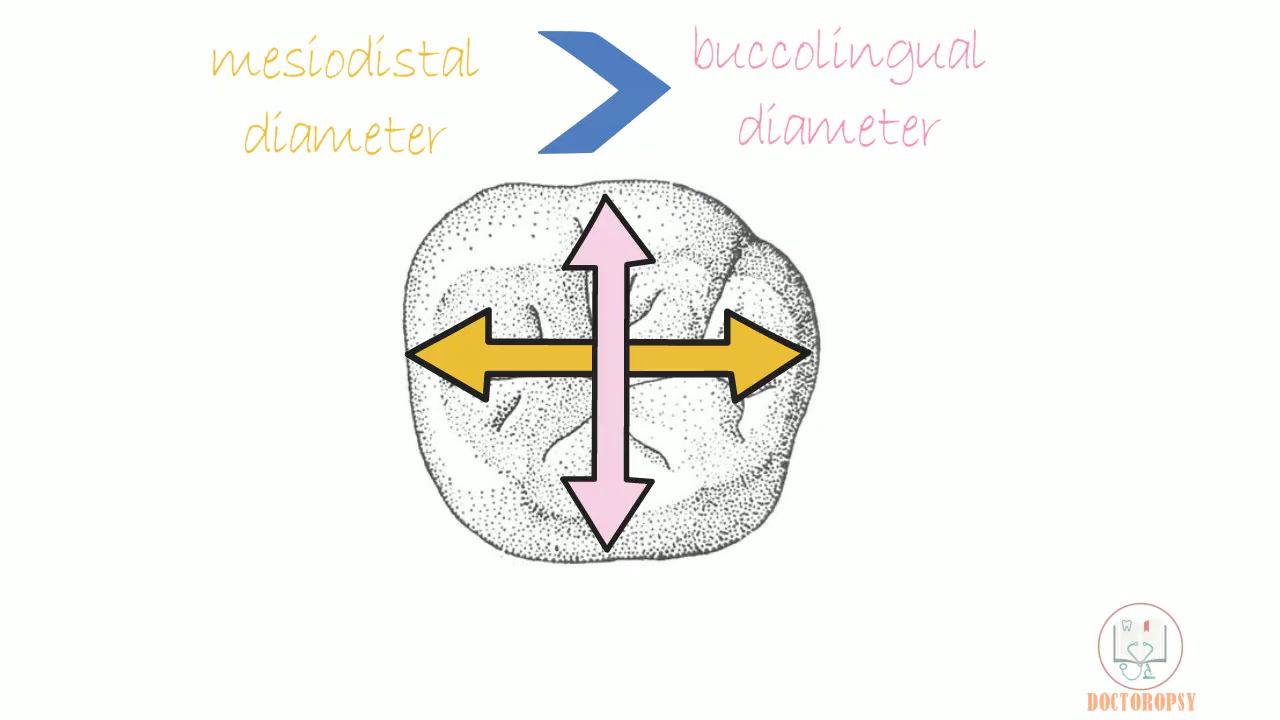 mesiodistal
diameter
buccolingual
diameter
DOCTOROPSY